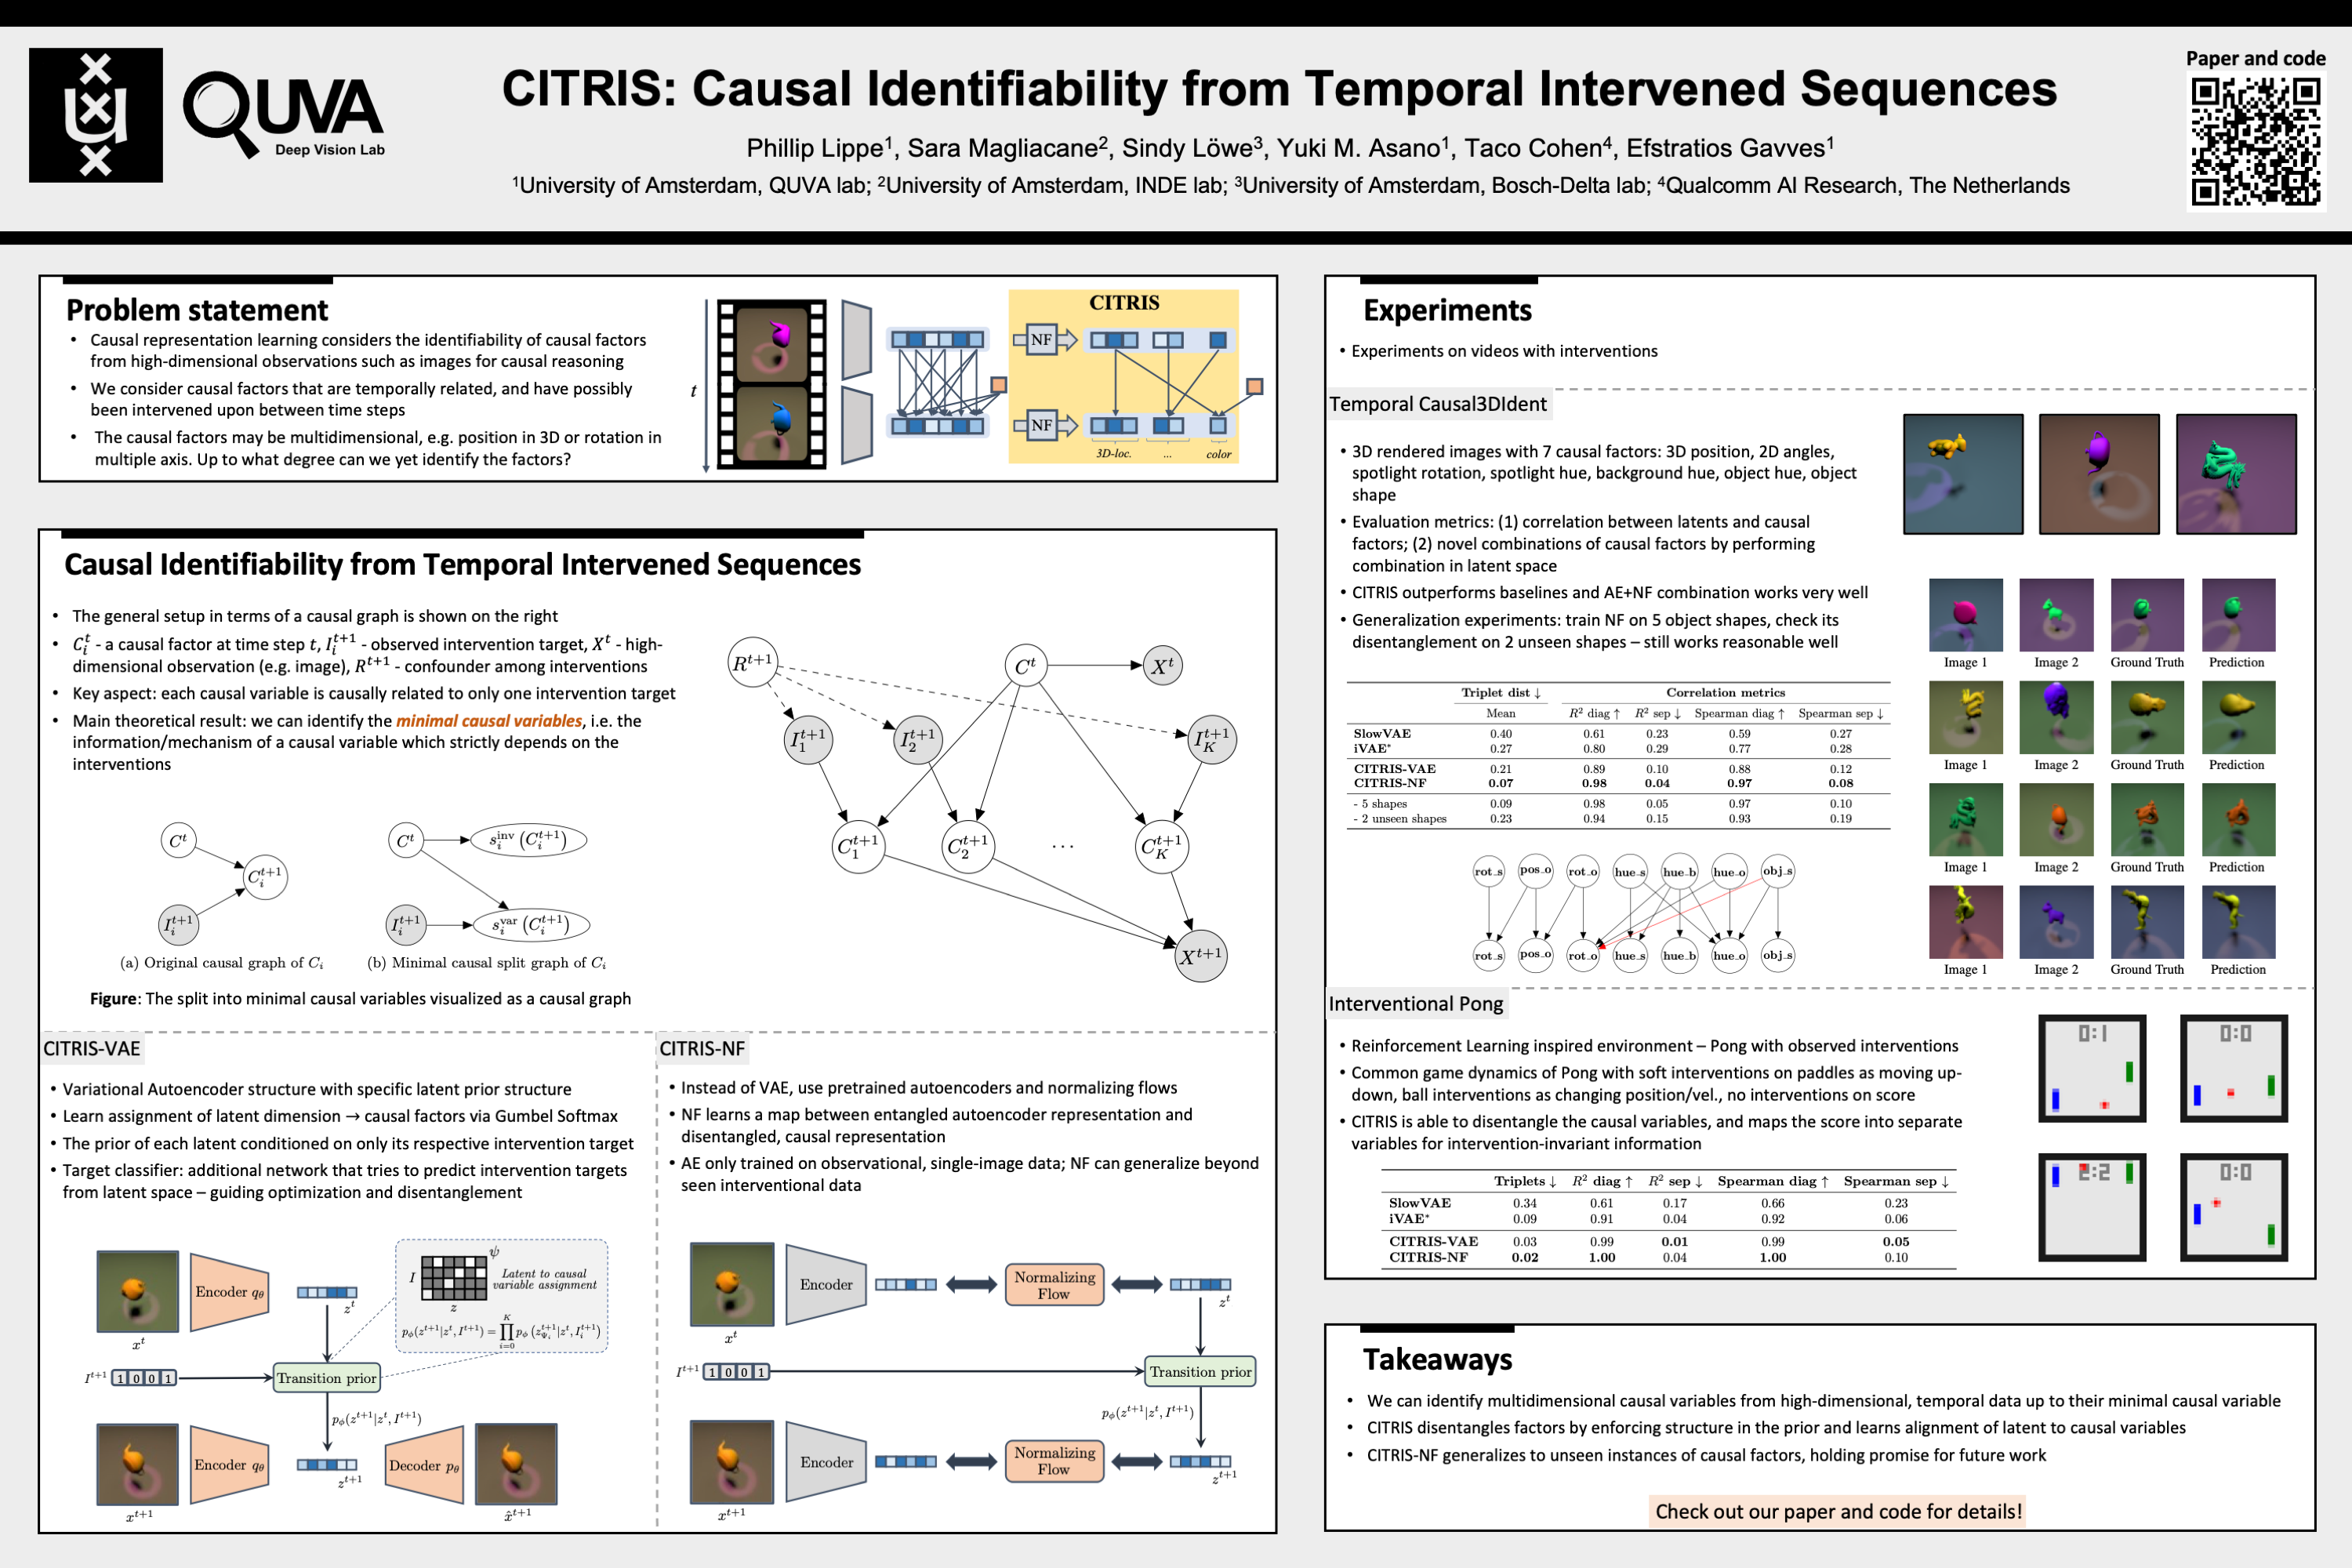 Paper and code
QUVA
Deep Vision Lab
CITRIS: Causal Identifiability from Temporal Intervened Sequences
Phillip Lippe¹, Sara Magliacane², Sindy Löwe³, Yuki M. Asano¹, Taco Cohen⁴, Efstratios Gavves¹
¹University of Amsterdam, QUVA lab; ²University of Amsterdam, INDE lab; ³University of Amsterdam, Bosch-Delta lab; ⁴Qualcomm AI Research, The Netherlands
Problem statement
• Causal representation learning considers the identifiability of causal factors
from high-dimensional observations such as images for causal reasoning
• We consider causal factors that are temporally related, and have possibly
been intervened upon between time steps
• The causal factors may be multidimensional, e.g. position in 3D or rotation in
multiple axis. Up to what degree can we yet identify the factors?
t
CITRIS
NF
NF
3D-loc. ... color
Causal Identifiability from Temporal Intervened Sequences
• The general setup in terms of a causal graph is shown on the right
• C_i^t - a causal factor at time step t, I_i^{t+1} - observed intervention target, X^t - high-
dimensional observation (e.g. image), R^{t+1} - confounder among interventions
• Key aspect: each causal variable is causally related to only one intervention target
• Main theoretical result: we can identify the minimal causal variables, i.e. the
information/mechanism of a causal variable which strictly depends on the
interventions
C^t
C_i^{t+1}
I_i^{t+1}
(a) Original causal graph of C_i
C^t
s_i^{inv}(C_i^{t+1})
I_i^{t+1}
s_i^{var}(C_i^{t+1})
(b) Minimal causal split graph of C_i
Figure: The split into minimal causal variables visualized as a causal graph
R^{t+1} C^t X^t
I_1^{t+1} I_2^{t+1} I_K^{t+1}
C_1^{t+1} C_2^{t+1} ... C_K^{t+1}
X^{t+1}
CITRIS-VAE
• Variational Autoencoder structure with specific latent prior structure
• Learn assignment of latent dimension → causal factors via Gumbel Softmax
• The prior of each latent conditioned on only its respective intervention target
• Target classifier: additional network that tries to predict intervention targets
from latent space – guiding optimization and disentanglement
x^t
Encoder q_θ
z^t
ψ
I
z
Latent to causal
variable assignment
p_ϕ(z^{t+1}|z^t, I^{t+1}) = ∏_{i=0}^{K} p_ϕ(z_{Ψ_i}^{t+1}|z^t, I_i^{t+1})
I^{t+1} 1 0 0 1
Transition prior
p_ϕ(z^{t+1}|z^t, I^{t+1})
x^{t+1}
Encoder q_θ
z^{t+1}
Decoder p_θ
x̂^{t+1}
CITRIS-NF
• Instead of VAE, use pretrained autoencoders and normalizing flows
• NF learns a map between entangled autoencoder representation and
disentangled, causal representation
• AE only trained on observational, single-image data; NF can generalize beyond
seen interventional data
x^t
Encoder
Normalizing
Flow
z^t
I^{t+1} 1 0 0 1
Transition prior
p_ϕ(z^{t+1}|z^t, I^{t+1})
x^{t+1}
Encoder
Normalizing
Flow
z^{t+1}
Experiments
• Experiments on videos with interventions
Temporal Causal3DIdent
• 3D rendered images with 7 causal factors: 3D position, 2D angles,
spotlight rotation, spotlight hue, background hue, object hue, object
shape
• Evaluation metrics: (1) correlation between latents and causal
factors; (2) novel combinations of causal factors by performing
combination in latent space
• CITRIS outperforms baselines and AE+NF combination works very well
• Generalization experiments: train NF on 5 object shapes, check its
disentanglement on 2 unseen shapes – still works reasonable well
Triplet dist ↓ Correlation metrics
Mean R² diag ↑ R² sep ↓ Spearman diag ↑ Spearman sep ↓
SlowVAE 0.40 0.61 0.23 0.59 0.27
iVAE* 0.27 0.80 0.29 0.77 0.28
CITRIS-VAE 0.21 0.89 0.10 0.88 0.12
CITRIS-NF 0.07 0.98 0.04 0.97 0.08
- 5 shapes 0.09 0.98 0.05 0.97 0.10
- 2 unseen shapes 0.23 0.94 0.15 0.93 0.19
rot_s pos_o rot_o hue_s hue_b hue_o obj_s
rot_s pos_o rot_o hue_s hue_b hue_o obj_s
Image 1 Image 2 Ground Truth Prediction
Image 1 Image 2 Ground Truth Prediction
Image 1 Image 2 Ground Truth Prediction
Image 1 Image 2 Ground Truth Prediction
Interventional Pong
• Reinforcement Learning inspired environment – Pong with observed interventions
• Common game dynamics of Pong with soft interventions on paddles as moving up-
down, ball interventions as changing position/vel., no interventions on score
• CITRIS is able to disentangle the causal variables, and maps the score into separate
variables for intervention-invariant information
Triplets ↓ R² diag ↑ R² sep ↓ Spearman diag ↑ Spearman sep ↓
SlowVAE 0.34 0.61 0.17 0.66 0.23
iVAE* 0.09 0.91 0.04 0.92 0.06
CITRIS-VAE 0.03 0.99 0.01 0.99 0.05
CITRIS-NF 0.02 1.00 0.04 1.00 0.10
0:1 0:0
2:2 0:0
Takeaways
• We can identify multidimensional causal variables from high-dimensional, temporal data up to their minimal causal variable
• CITRIS disentangles factors by enforcing structure in the prior and learns alignment of latent to causal variables
• CITRIS-NF generalizes to unseen instances of causal factors, holding promise for future work
Check out our paper and code for details!